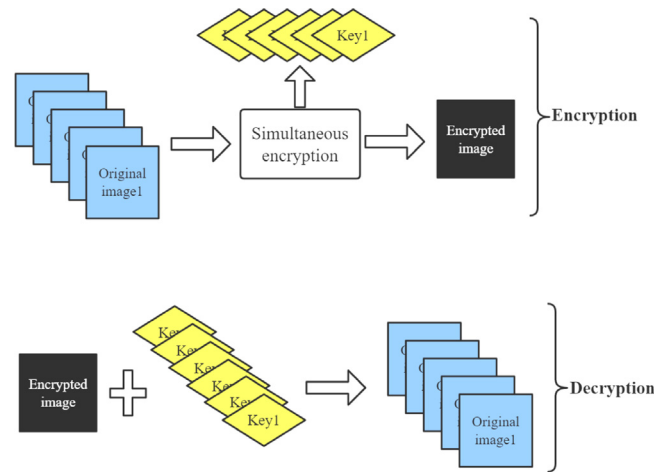 Key1
Simultaneous
encryption
Encrypted
image
Encryption
Original
image1
Encrypted
image
Key1
Original
image1
Decryption